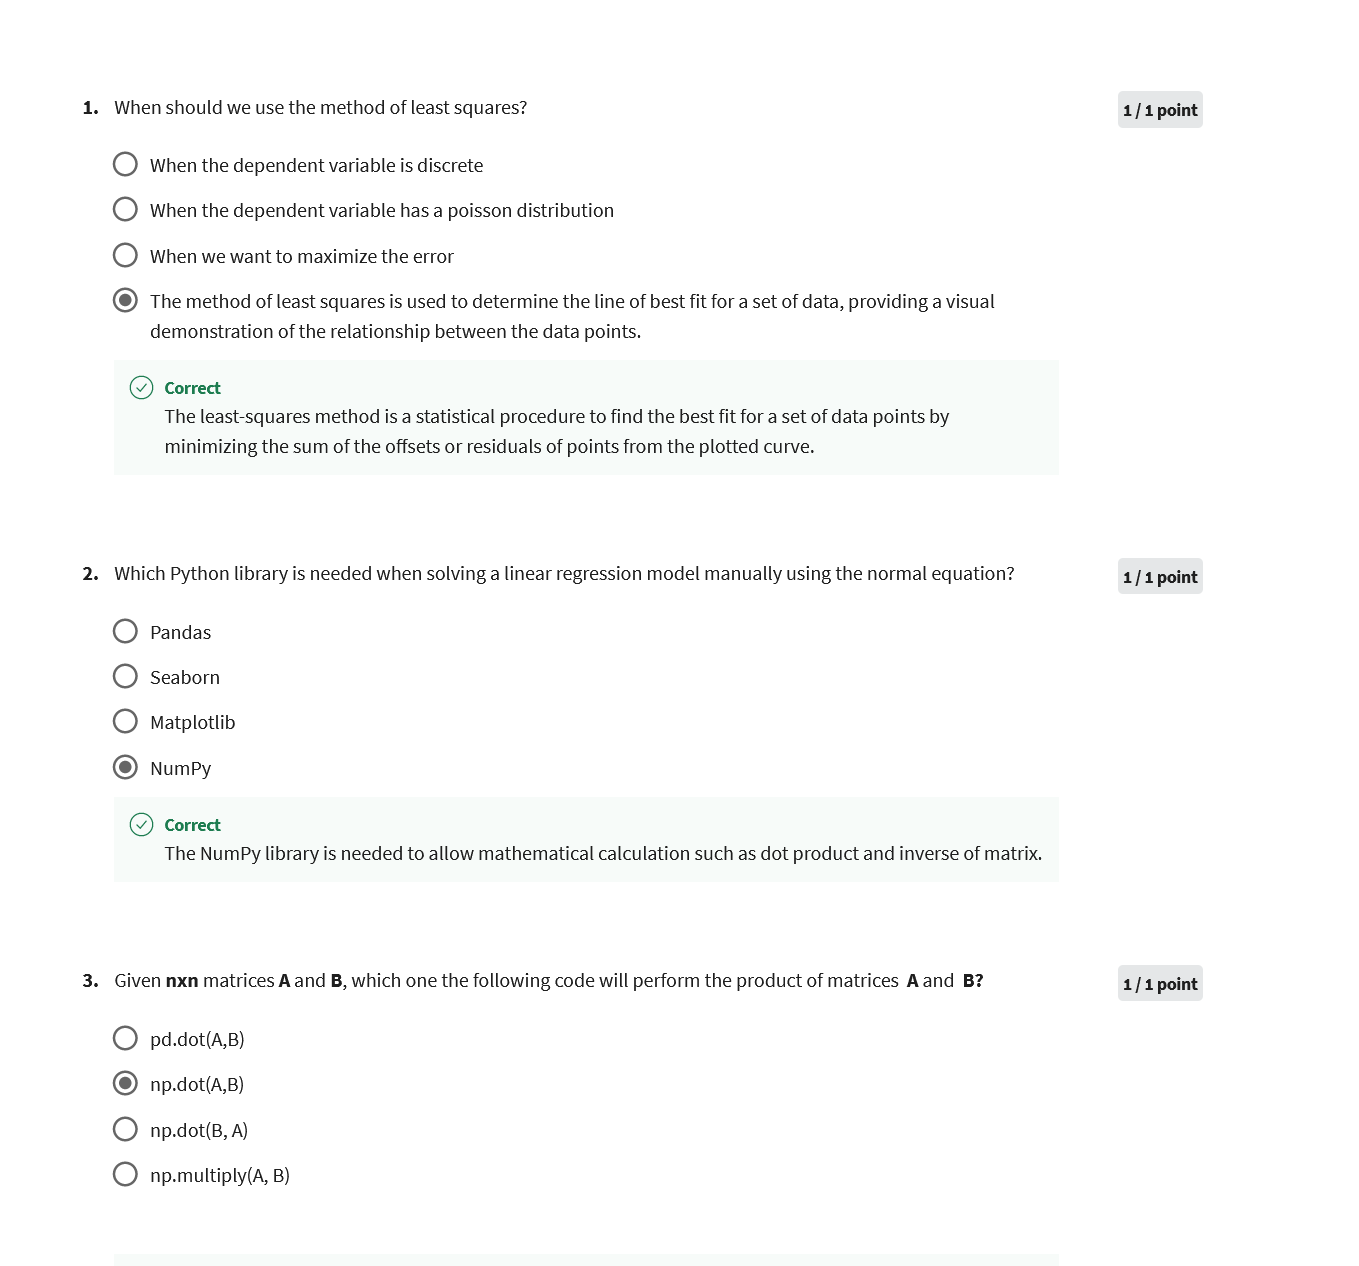 1. When should we use the method of least squares?
1 / 1 point
When the dependent variable is discrete
When the dependent variable has a poisson distribution
When we want to maximize the error
The method of least squares is used to determine the line of best fit for a set of data, providing a visual
demonstration of the relationship between the data points.
Correct
The least-squares method is a statistical procedure to find the best fit for a set of data points by
minimizing the sum of the offsets or residuals of points from the plotted curve.
2. Which Python library is needed when solving a linear regression model manually using the normal equation?
1 / 1 point
Pandas
Seaborn
Matplotlib
NumPy
Correct
The NumPy library is needed to allow mathematical calculation such as dot product and inverse of matrix.
3. Given nxn matrices A and B, which one the following code will perform the product of matrices A and B?
1 / 1 point
pd.dot(A,B)
np.dot(A,B)
np.dot(B, A)
np.multiply(A, B)